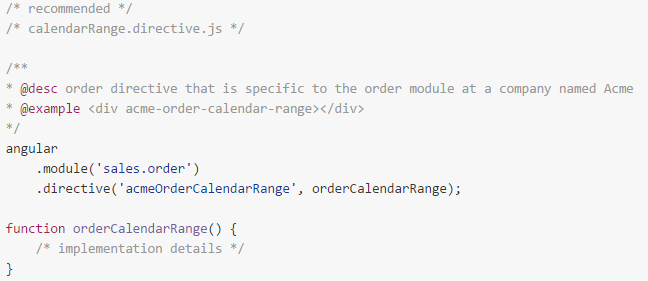 /* recommended */
/* calendarRange.directive.js */
/**
* @desc order directive that is specific to the order module at a company named Acme
* @example <div acme-order-calendar-range></div>
*/
angular
.module('sales.order')
.directive('acmeOrderCalendarRange', orderCalendarRange);
function orderCalendarRange() {
/* implementation details */
}